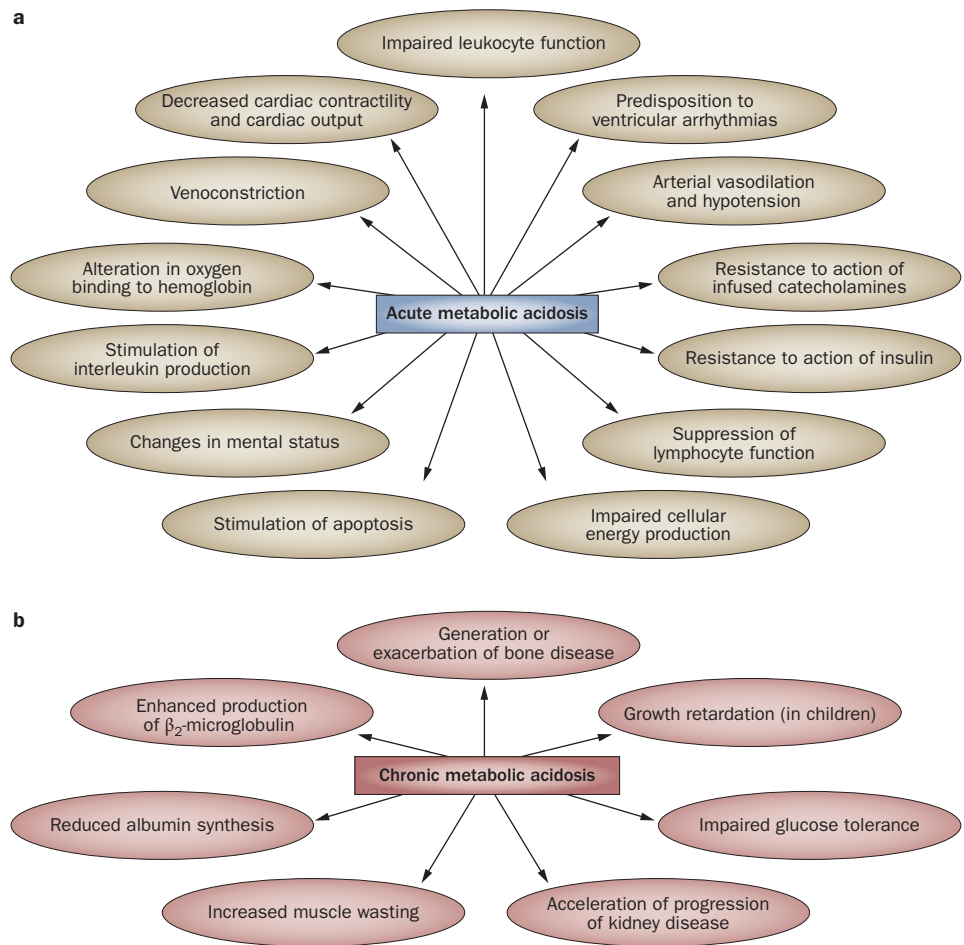 a
Impaired leukocyte function
Decreased cardiac contractility
and cardiac output
Predisposition to
ventricular arrhythmias
Venoconstriction
Arterial vasodilation
and hypotension
Alteration in oxygen
binding to hemoglobin
Resistance to action of
infused catecholamines
Acute metabolic acidosis
Stimulation of
interleukin production
Resistance to action of insulin
Changes in mental status
Suppression of
lymphocyte function
Stimulation of apoptosis
Impaired cellular
energy production
b
Generation or
exacerbation of bone disease
Enhanced production
of β₂-microglobulin
Growth retardation (in children)
Chronic metabolic acidosis
Reduced albumin synthesis
Impaired glucose tolerance
Increased muscle wasting
Acceleration of progression
of kidney disease